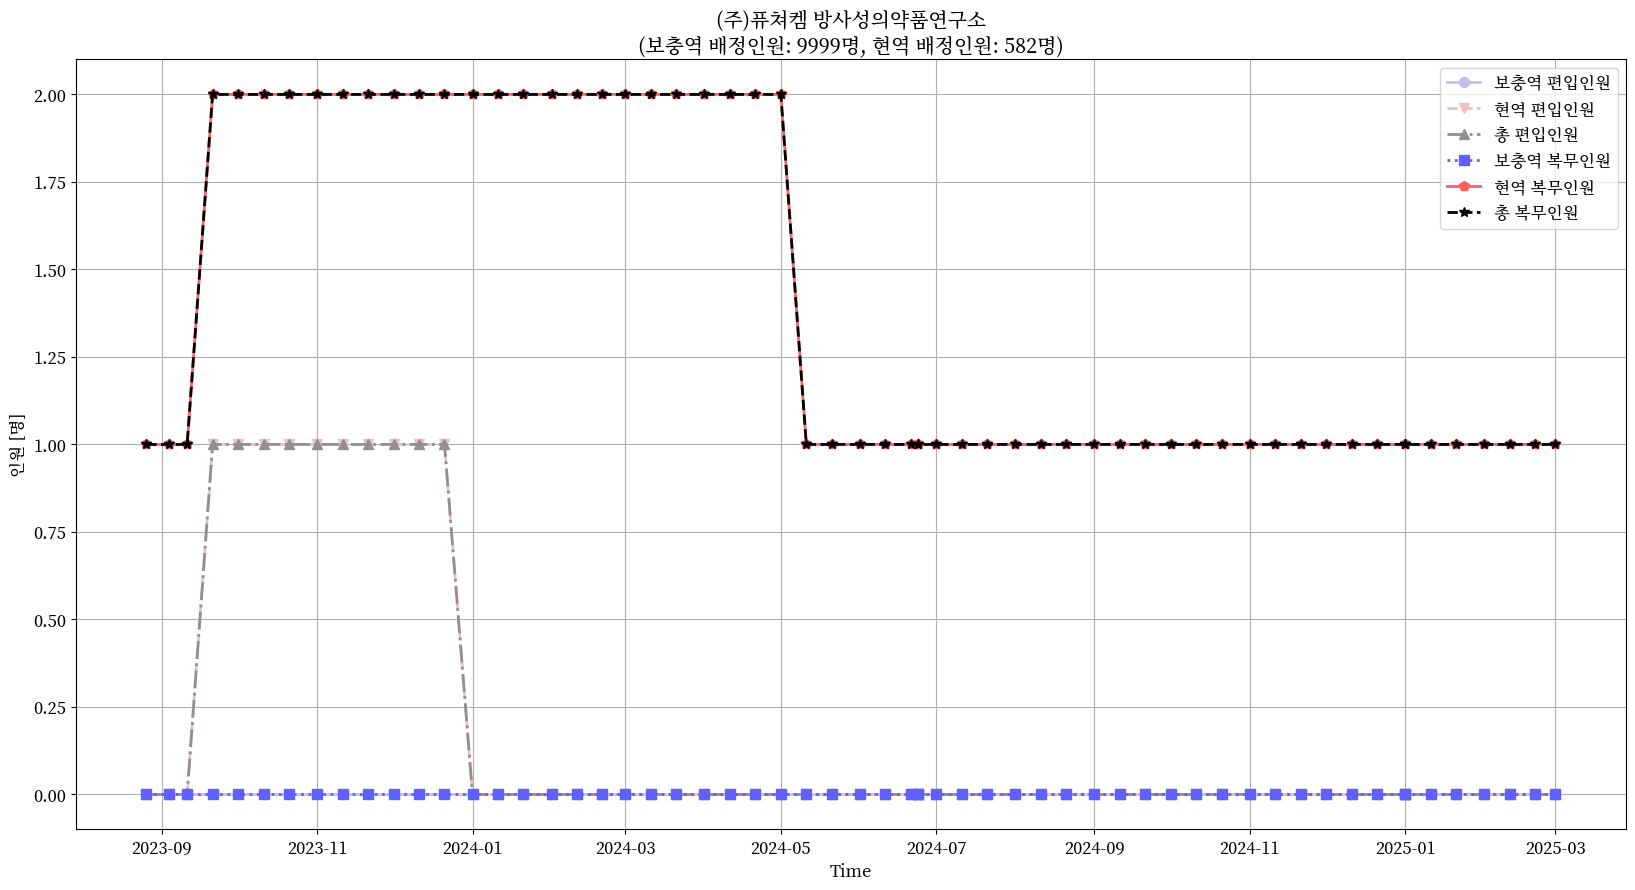 (주)퓨쳐켐 방사성의약품연구소
(보충역 배정인원: 9999명, 현역 배정인원: 582명)
보충역 편입인원
현역 편입인원
총 편입인원
보충역 복무인원
현역 복무인원
총 복무인원
2.00
1.75
1.50
1.25
1.00
0.75
0.50
0.25
0.00
인원 [명]
2023-09 2023-11 2024-01 2024-03 2024-05 2024-07 2024-09 2024-11 2025-01 2025-03
Time